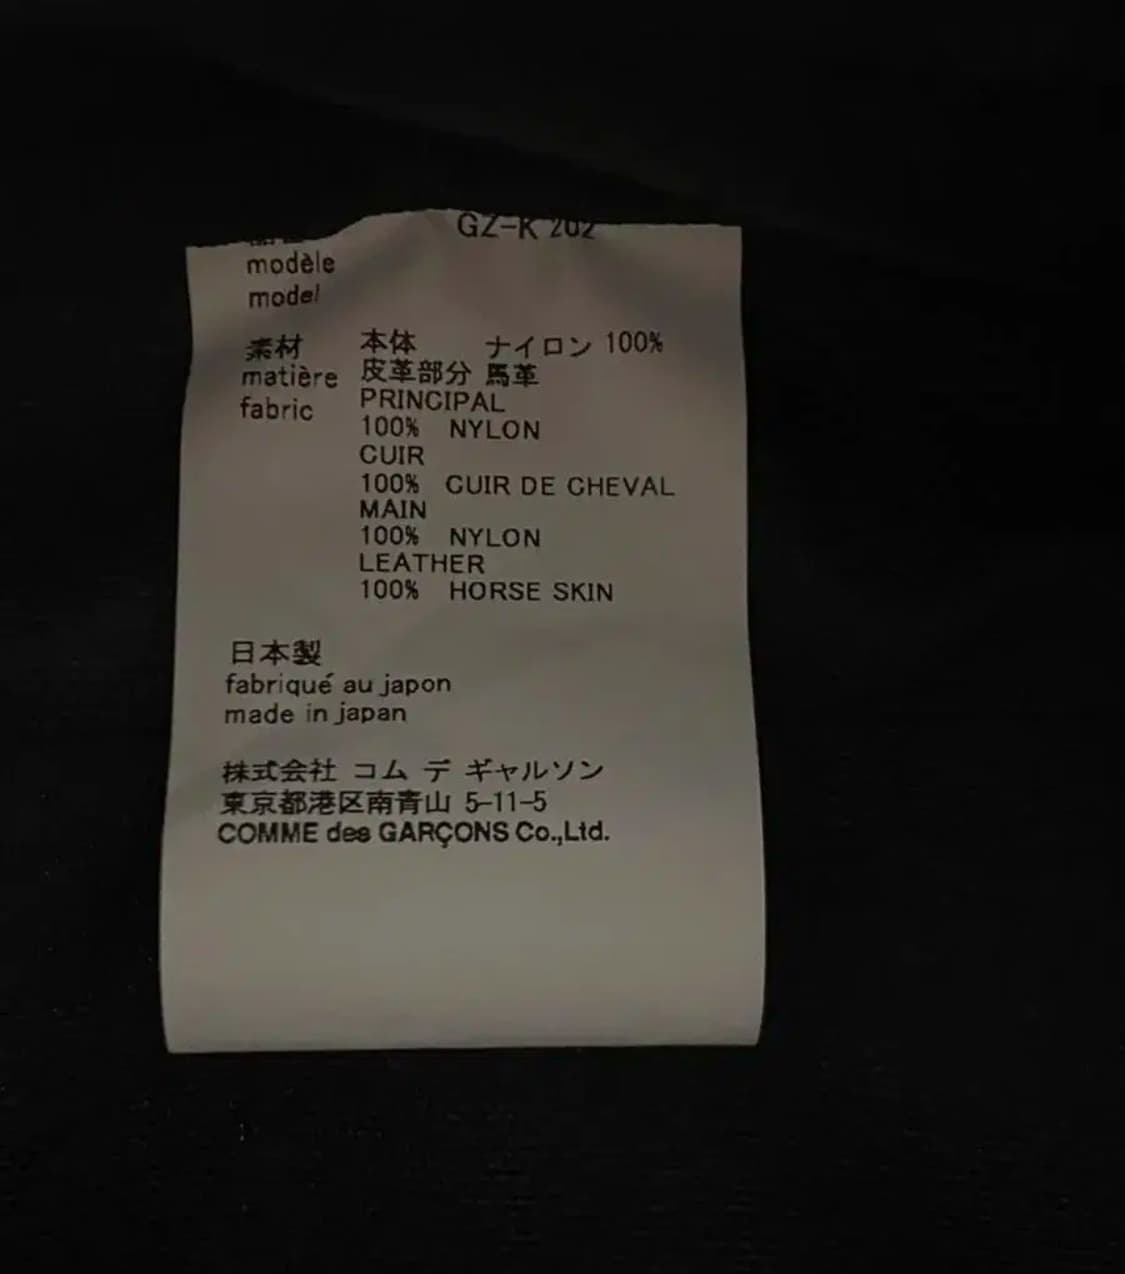 GZ-K 202
modèle
model
素材 本体 ナイロン 100%
matière 皮革部分 馬革
fabric PRINCIPAL
100% NYLON
CUIR
100% CUIR DE CHEVAL
MAIN
100% NYLON
LEATHER
100% HORSE SKIN
日本製
fabriqué au japon
made in japan
株式会社 コム デ ギャルソン
東京都港区南青山 5-11-5
COMME des GARÇONS Co.,Ltd.